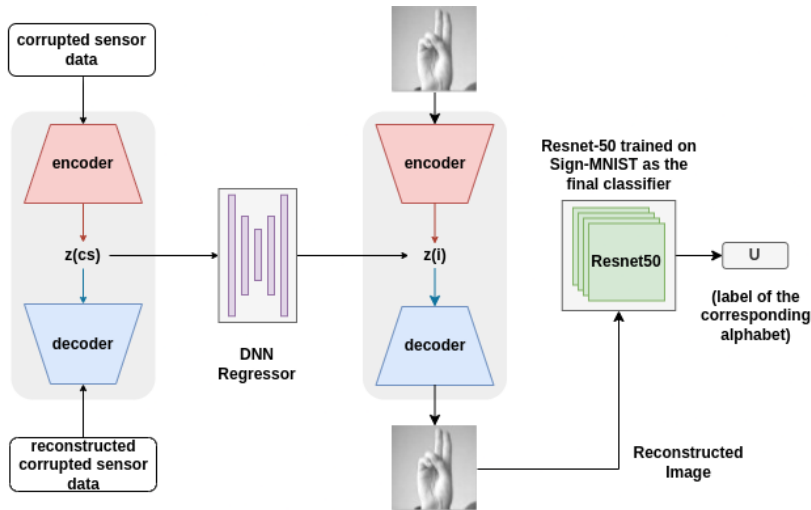 corrupted sensor
data
encoder
z(cs)
decoder
reconstructed
corrupted sensor
data
DNN
Regressor
encoder
z(i)
decoder
Resnet-50 trained on
Sign-MNIST as the
final classifier
Resnet50
U
(label of the
corresponding
alphabet)
Reconstructed
Image